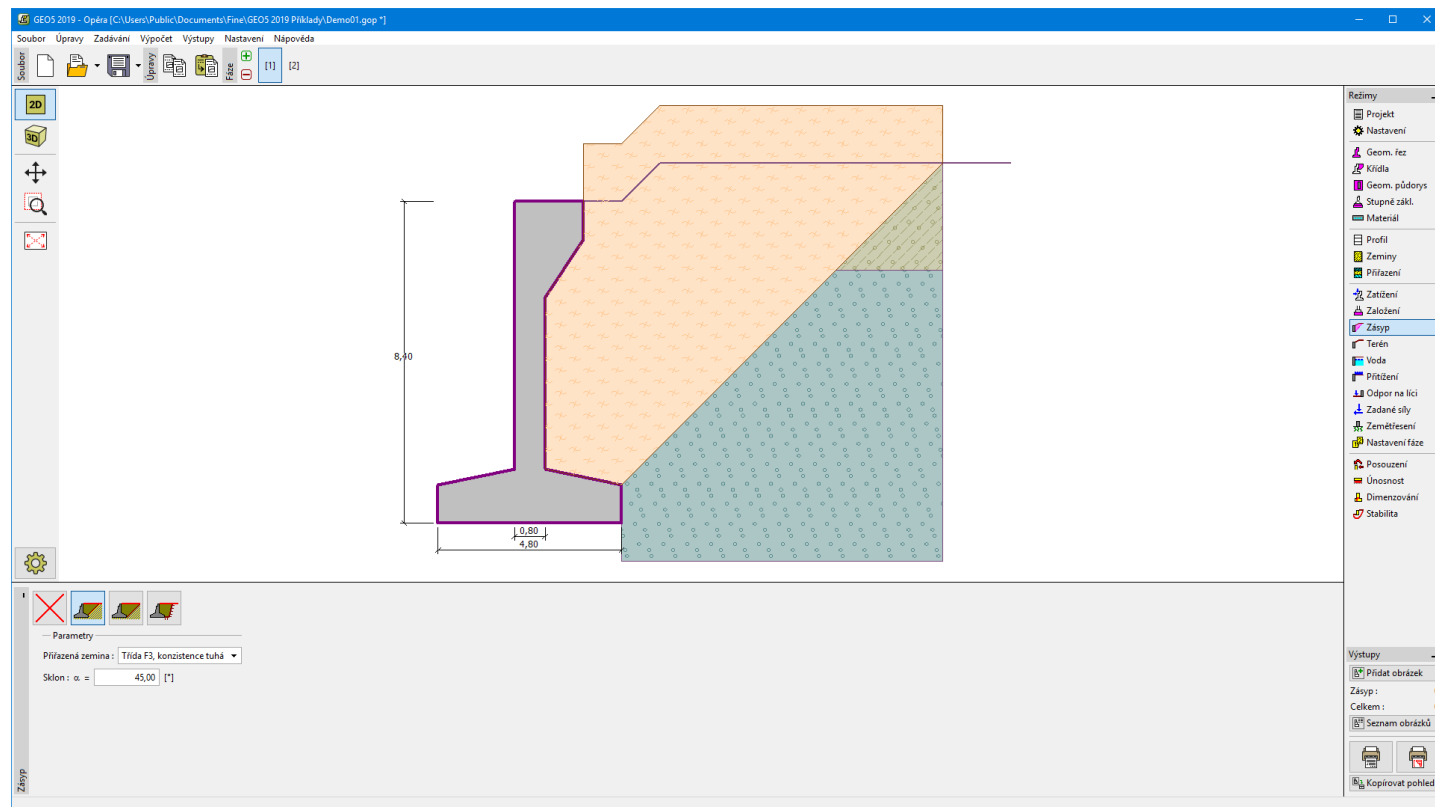 GEO5 2019 - Opěra [C:\Users\Public\Documents\Fine\GEO5 2019 Příklady\Demo01.gop *]
Soubor Úpravy Zadávání Výpočet Výstupy Nastavení Nápověda
Soubor
Úpravy
Fáze
[1] [2]
2D
3D
8,40
0,80
4,80
Režimy
Projekt
Nastavení
Geom. řez
Křídla
Geom. půdorys
Stupně zákl.
Materiál
Profil
Zeminy
Přiřazení
Zatížení
Založení
Zásyp
Terén
Voda
Přitížení
Odpor na líci
Zadané síly
Zemětřesení
Nastavení fáze
Posouzení
Únosnost
Dimenzování
Stabilita
Parametry
Přiřazená zemina : Třída F3, konzistence tuhá
Sklon : α = 45,00 [°]
Zásyp
Výstupy
Přidat obrázek
Zásyp :
Celkem :
Seznam obrázků
Kopírovat pohled